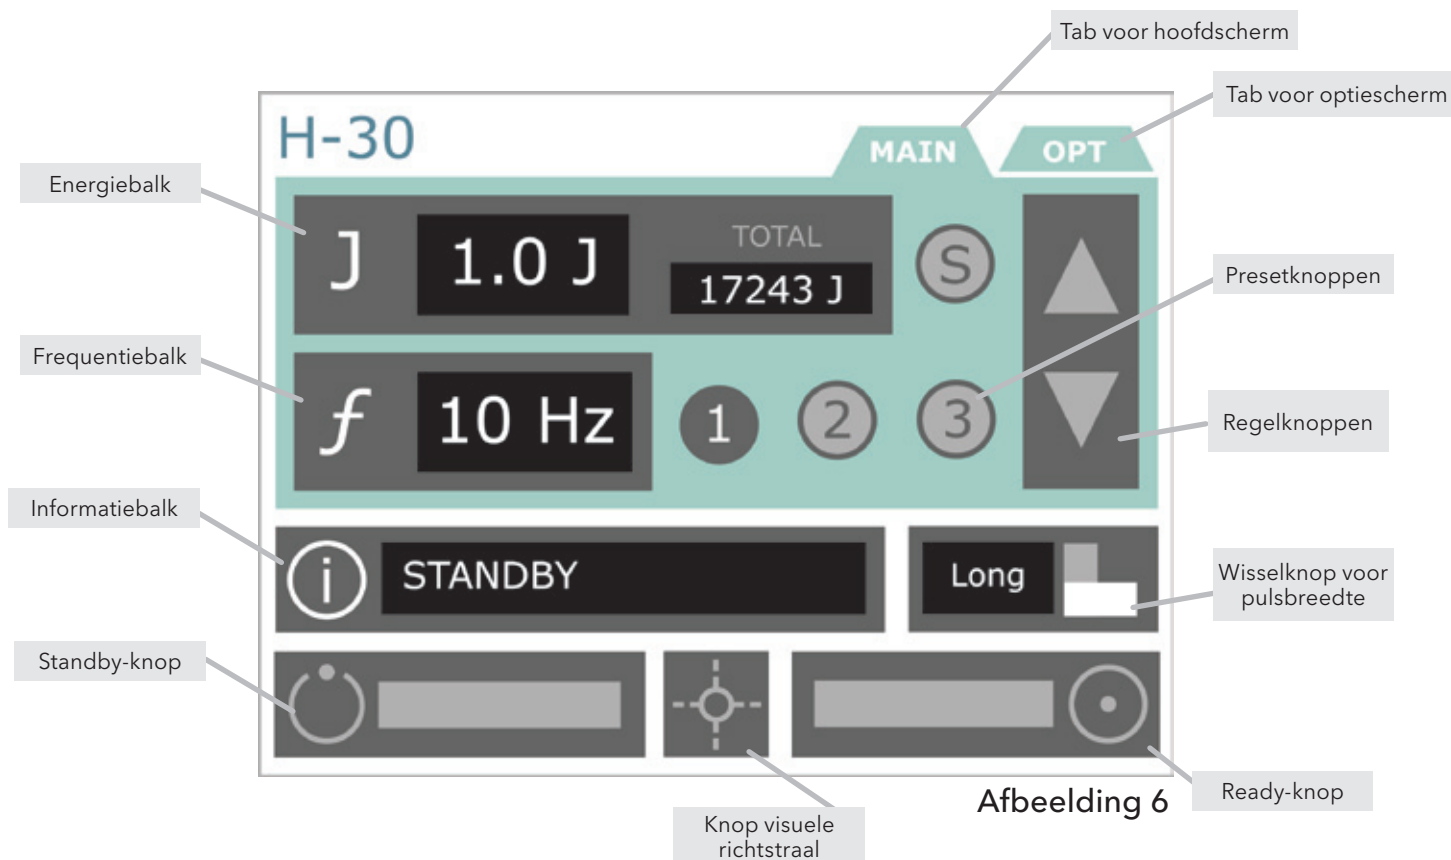 Tab voor hoofdscherm
Tab voor optiescherm
H-30
MAIN
OPT
Energiebalk
J
1.0 J
TOTAL
17243 J
S
Presetknoppen
Frequentiebalk
f
10 Hz
1
2
3
Regelknoppen
Informatiebalk
i
STANDBY
Long
Wisselknop voor
pulsbreedte
Standby-knop
Ready-knop
Afbeelding 6
Knop visuele
richtstraal